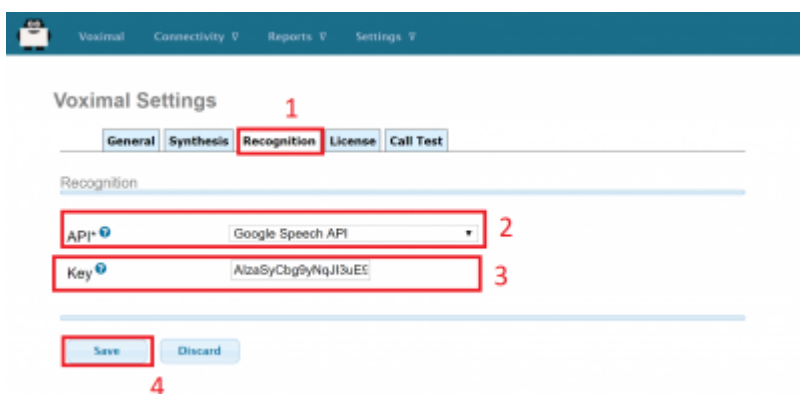 Voximal Connectivity ∇ Reports ∇ Settings ∇
Voximal Settings
1
General Synthesis Recognition License Call Test
Recognition
API* ? Google Speech API 2
Key ? AIzaSyCbg9yNqJI3uES 3
Save Discard
4